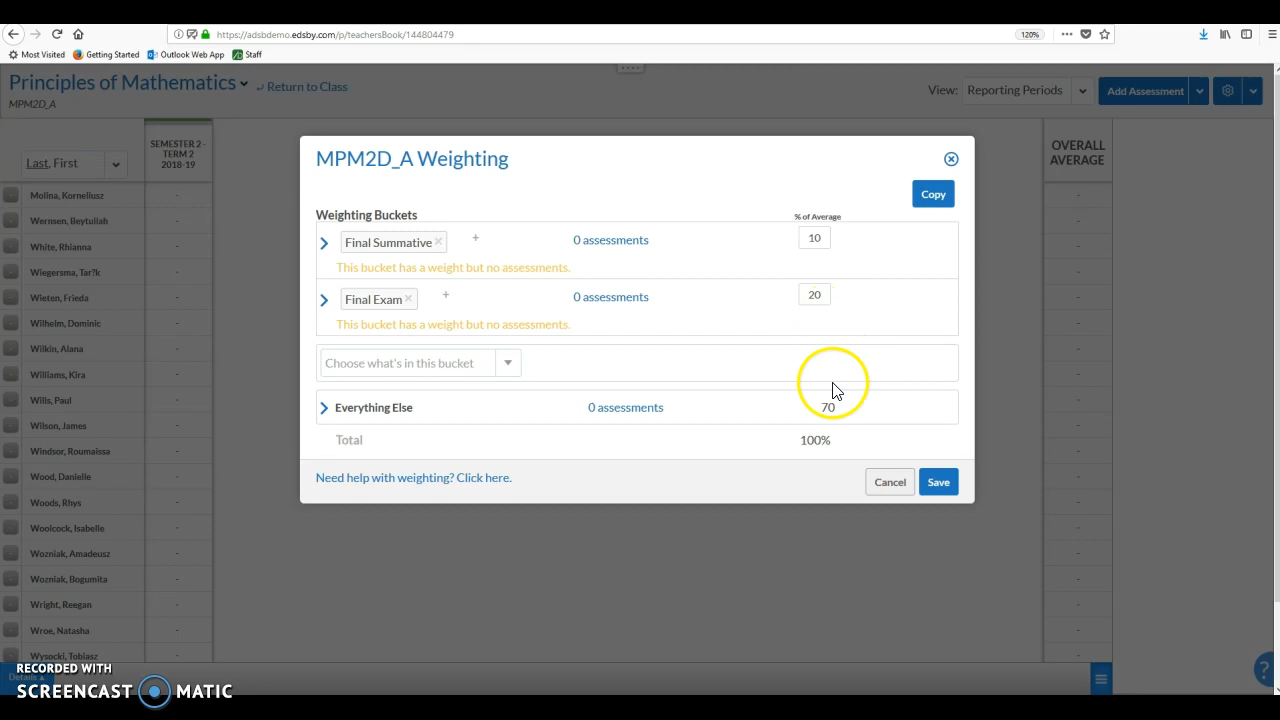 https://adsbdemo.edsby.com/p/teachersBook/144804479
120%
Most Visited Getting Started Outlook Web App Staff
Principles of Mathematics Return to Class
MPM2D_A
View: Reporting Periods Add Assessment
Last, First
SEMESTER 2 - TERM 2 2018-19
OVERALL AVERAGE
Molina, Korneliusz -
Wernsen, Beytullah -
White, Rhianna -
Wiegersma, Tar?k -
Wieten, Frieda -
Wilhelm, Dominic -
Wilkin, Alana -
Williams, Kira -
Wills, Paul -
Wilson, James -
Windsor, Roumaissa -
Wood, Danielle -
Woods, Rhys -
Woolcock, Isabelle -
Wozniak, Amadeusz -
Wozniak, Bogumita -
Wright, Reegan -
Wroe, Natasha -
Wysocki, Tobiasz -
Details
MPM2D_A Weighting
Copy
Weighting Buckets % of Average
Final Summative × + 0 assessments 10
This bucket has a weight but no assessments.
Final Exam × + 0 assessments 20
This bucket has a weight but no assessments.
Choose what's in this bucket
Everything Else 0 assessments 70
Total 100%
Need help with weighting? Click here. Cancel Save
?
RECORDED WITH
SCREENCAST MATIC